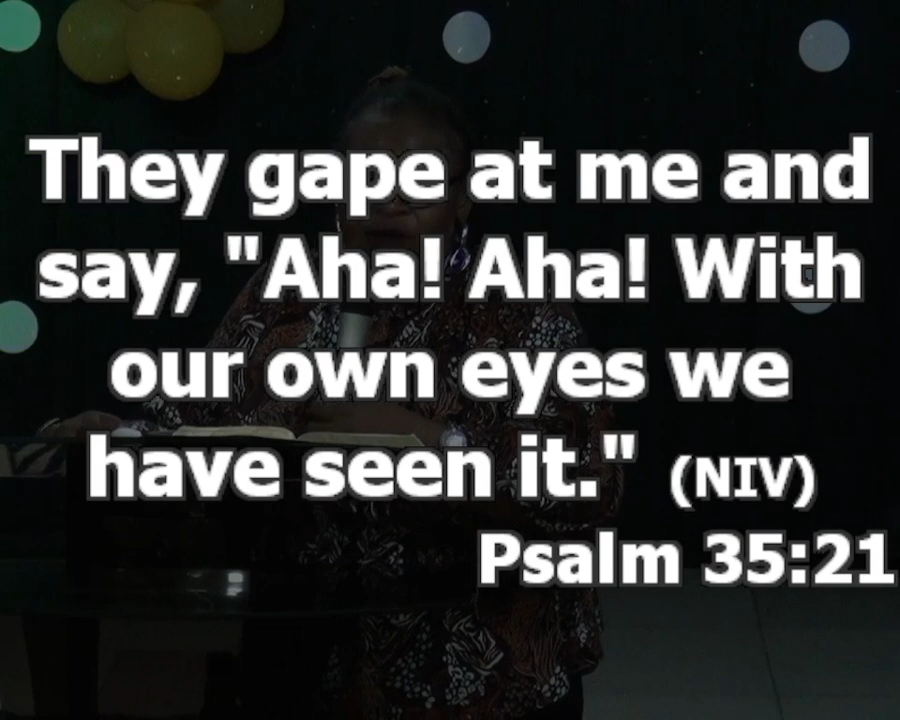 They gape at me and
say, "Aha! Aha! With
our own eyes we
have seen it." (NIV)
Psalm 35:21